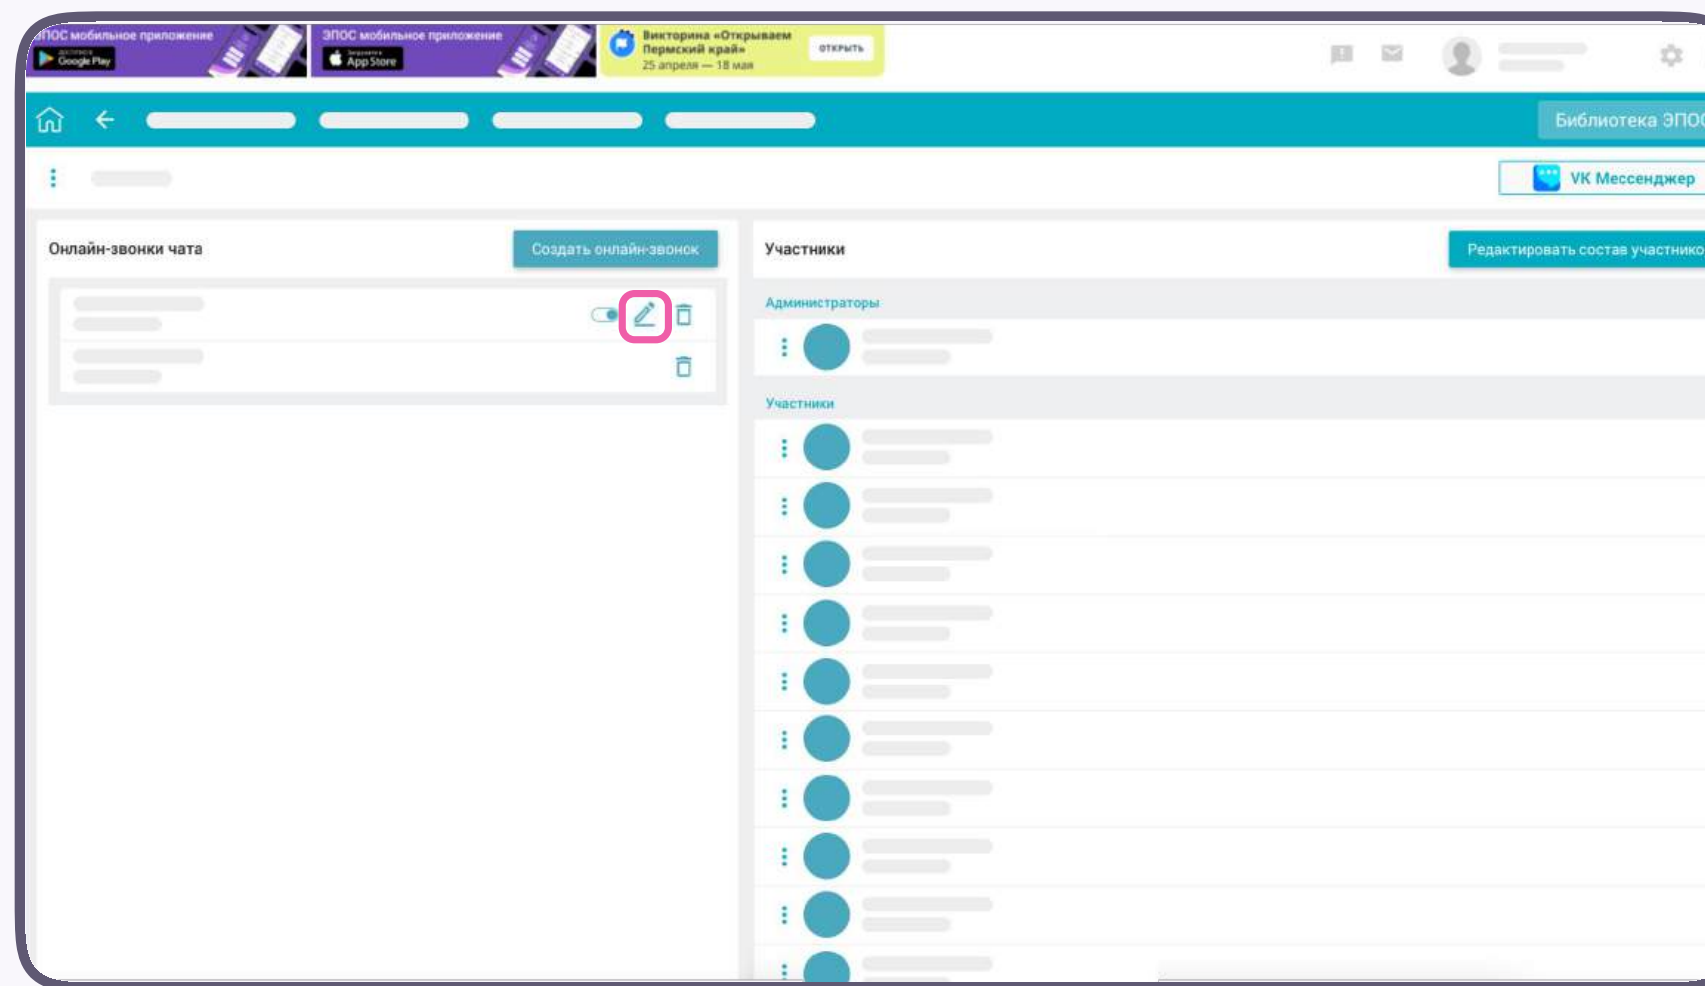 ЭПОС мобильное приложение
Google Play
ЭПОС мобильное приложение
App Store
Викторина «Открываем
Пермский край»
25 апреля — 18 мая
ОТКРЫТЬ
Библиотека ЭПОС
VK Мессенджер
Онлайн-звонки чата
Создать онлайн-звонок
Участники
Редактировать состав участнико
Администраторы
Участники